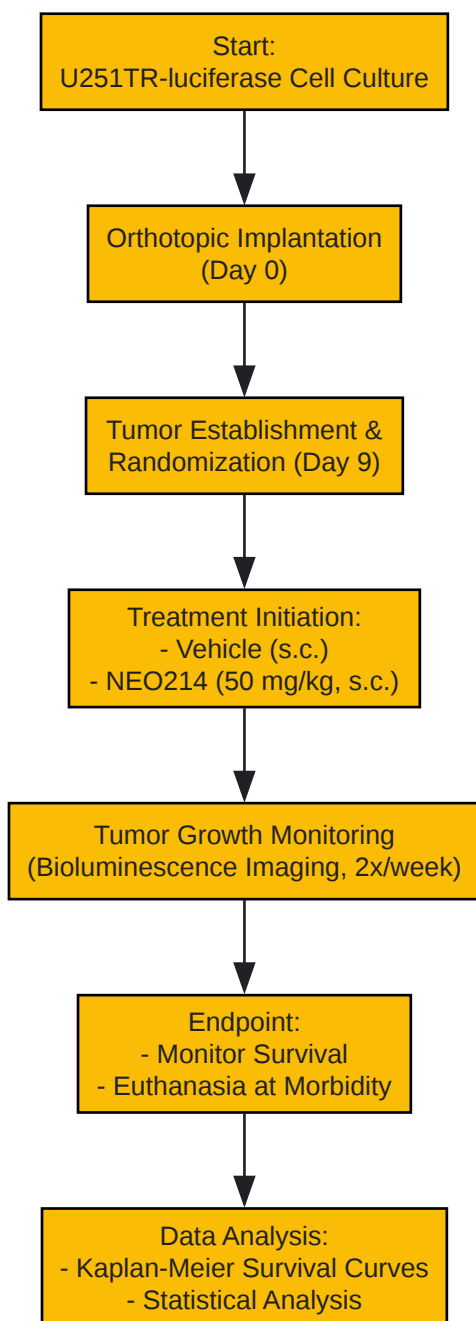 Start:
U251TR-luciferase Cell Culture
Orthotopic Implantation
(Day 0)
Tumor Establishment &
Randomization (Day 9)
Treatment Initiation:
- Vehicle (s.c.)
- NEO214 (50 mg/kg, s.c.)
Tumor Growth Monitoring
(Bioluminescence Imaging, 2x/week)
Endpoint:
- Monitor Survival
- Euthanasia at Morbidity
Data Analysis:
- Kaplan-Meier Survival Curves
- Statistical Analysis